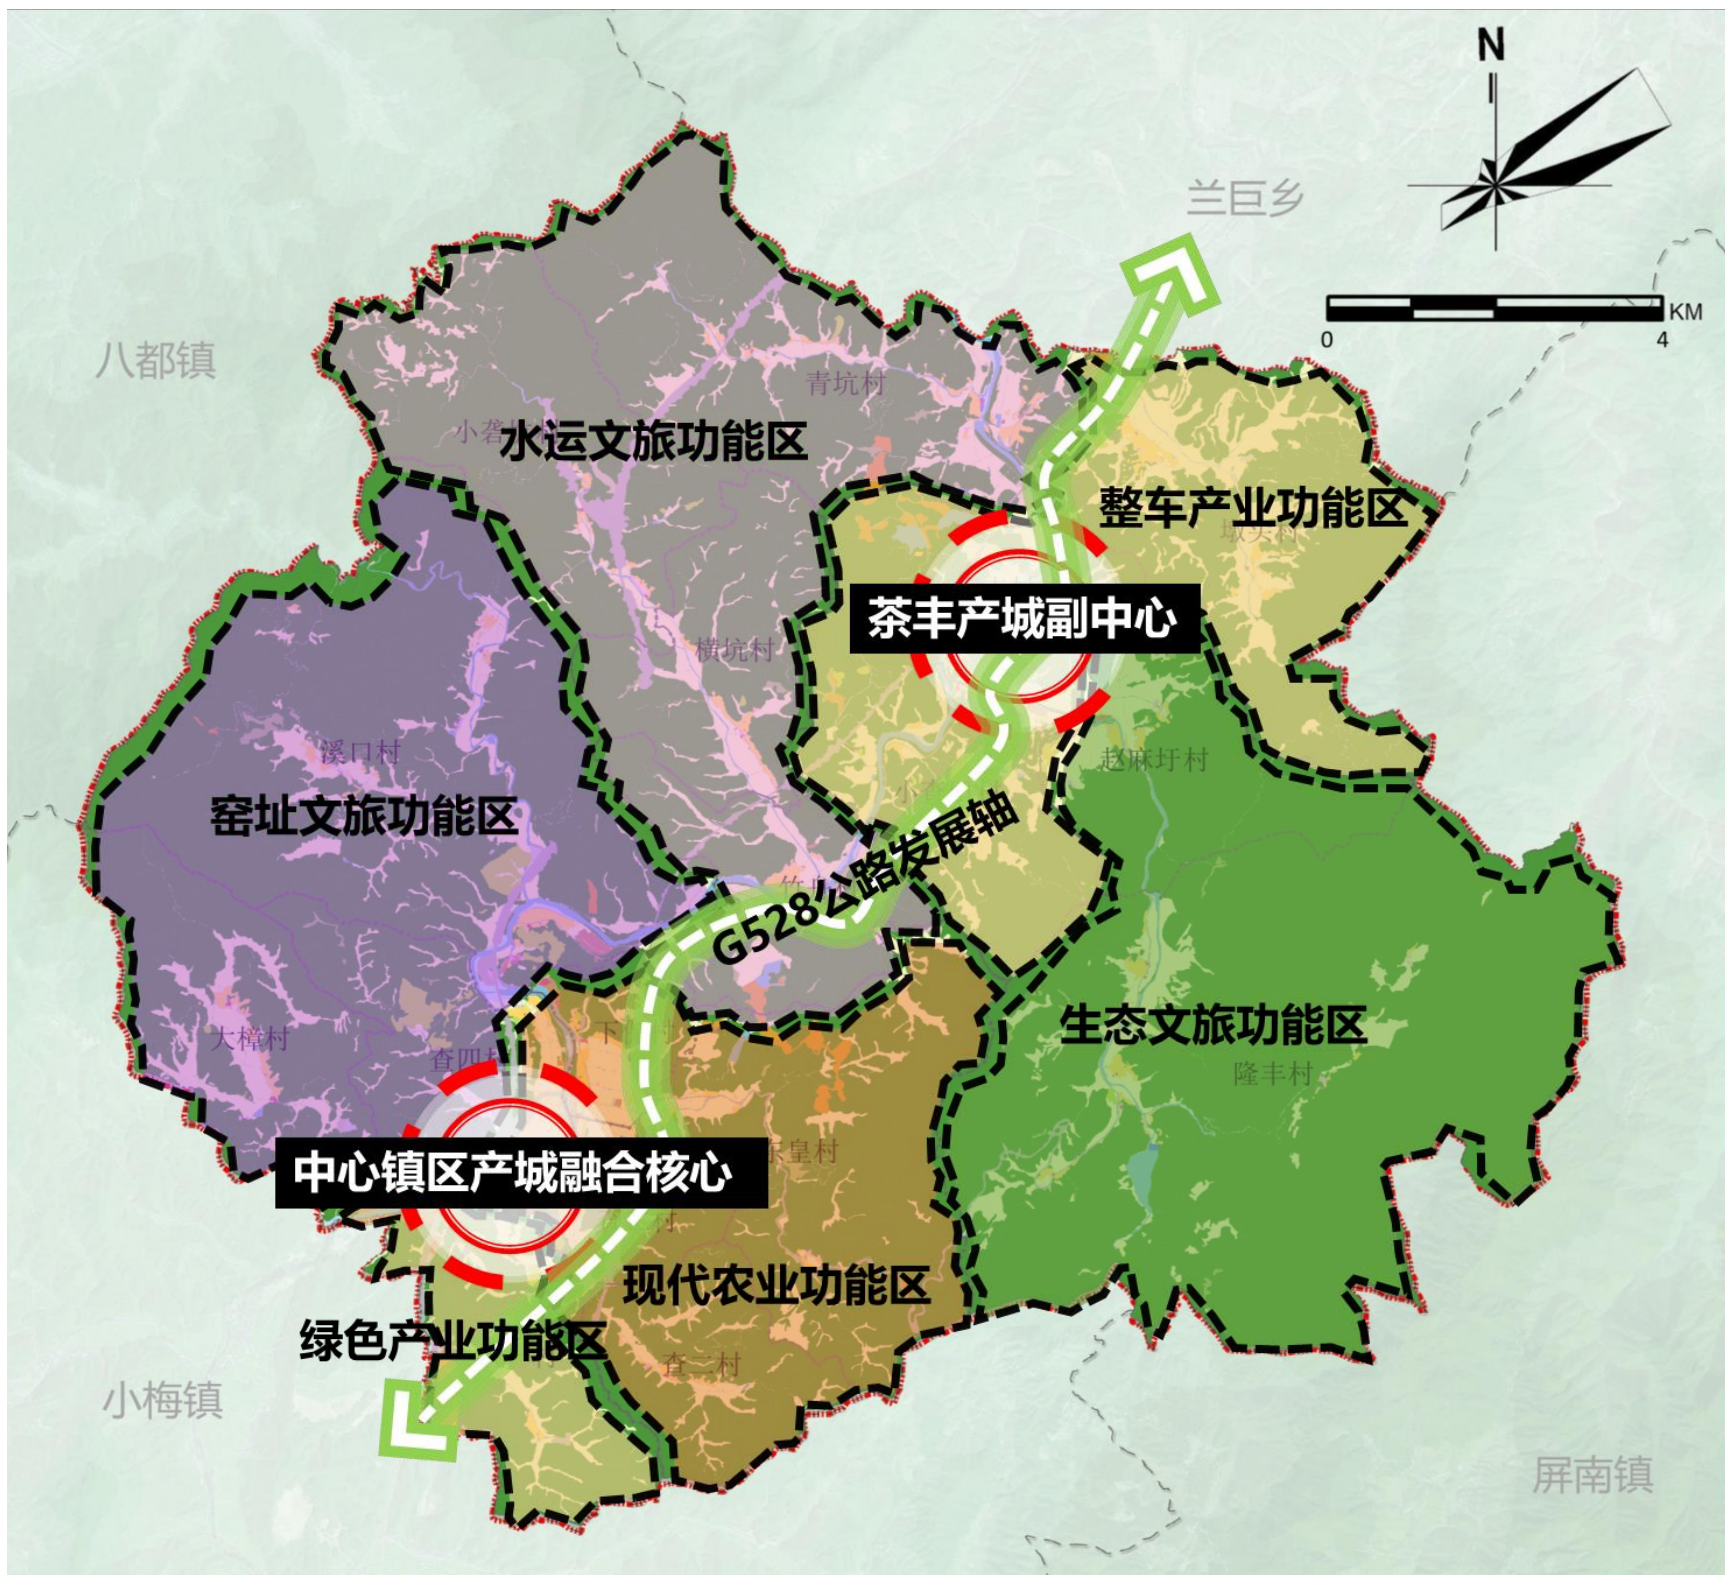 N
兰巨乡
KM
0
4
八都镇
青坑村
水运文旅功能区
整车产业功能区
茶丰产城副中心
横坑村
溪口村
赵麻圩村
窑址文旅功能区
G528公路发展轴
生态文旅功能区
大樟村
隆丰村
中心镇区产城融合核心
现代农业功能区
绿色产业功能区
查二村
小梅镇
屏南镇